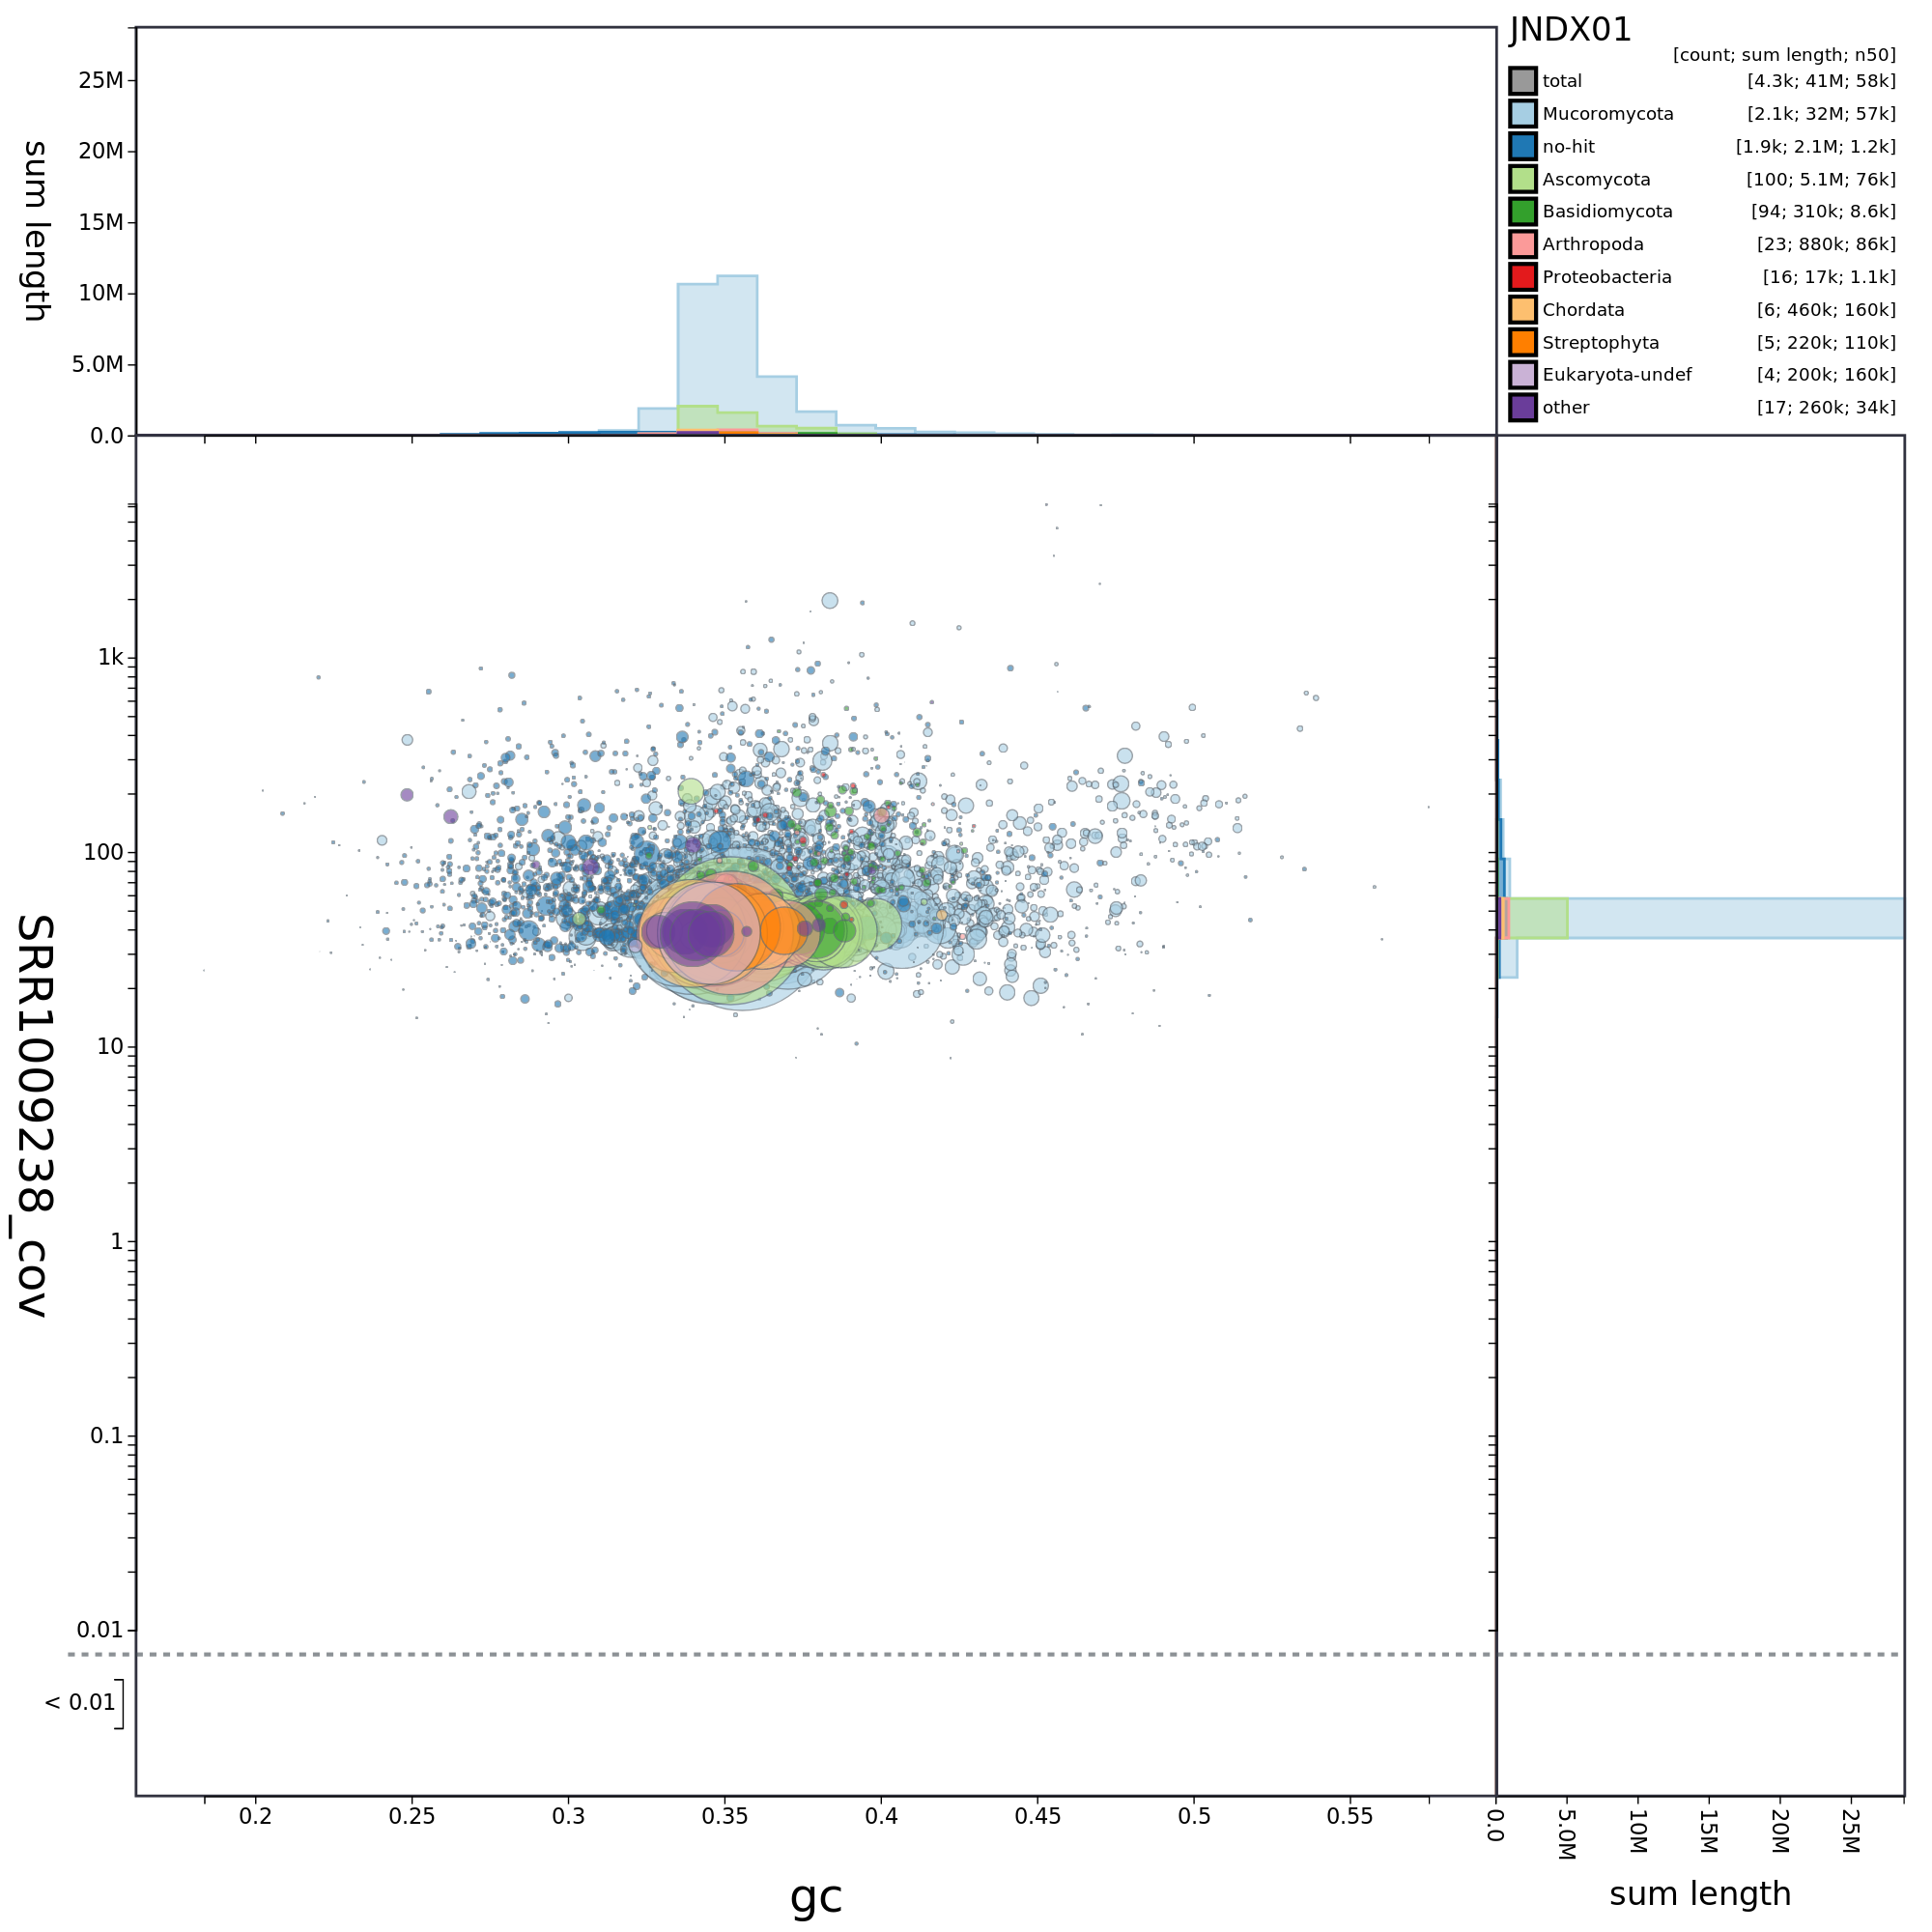 JNDX01
[count; sum length; n50]
total [4.3k; 41M; 58k]
Mucoromycota [2.1k; 32M; 57k]
no-hit [1.9k; 2.1M; 1.2k]
Ascomycota [100; 5.1M; 76k]
Basidiomycota [94; 310k; 8.6k]
Arthropoda [23; 880k; 86k]
Proteobacteria [16; 17k; 1.1k]
Chordata [6; 460k; 160k]
Streptophyta [5; 220k; 110k]
Eukaryota-undef [4; 200k; 160k]
other [17; 260k; 34k]
sum length
25M
20M
15M
10M
5.0M
0.0
SRR1009238_cov
1k
100
10
1
0.1
0.01
< 0.01
0.2 0.25 0.3 0.35 0.4 0.45 0.5 0.55
gc
0.0 5.0M 10M 15M 20M 25M
sum length